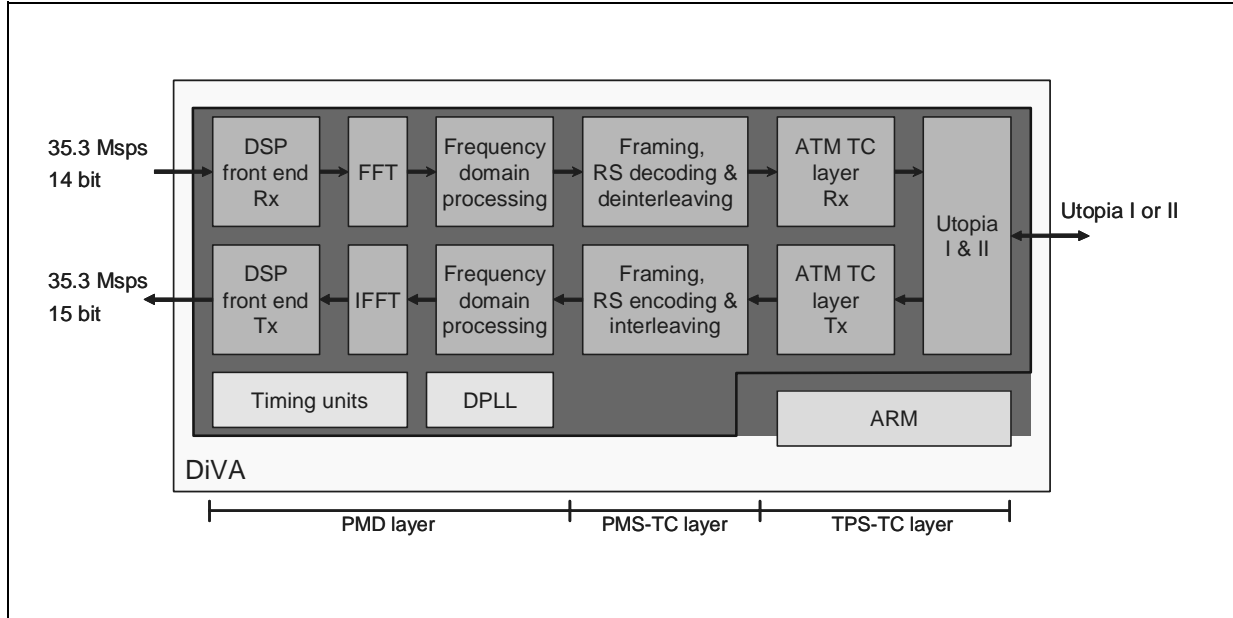 35.3 Msps
14 bit
DSP
front end
Rx
FFT
Frequency
domain
processing
Framing,
RS decoding &
deinterleaving
ATM TC
layer
Rx
Utopia
I & II
Utopia I or II
35.3 Msps
15 bit
DSP
front end
Tx
IFFT
Frequency
domain
processing
Framing,
RS encoding &
interleaving
ATM TC
layer
Tx
Timing units
DPLL
ARM
DiVA
PMD layer
PMS-TC layer
TPS-TC layer